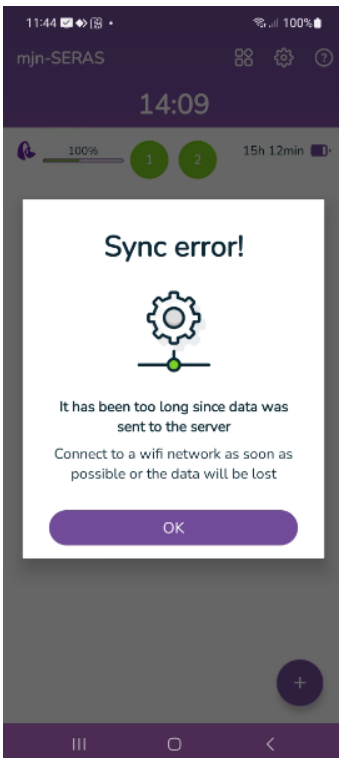 11:44
100%
mjn-SERAS
14:09
100%
1
2
15h 12min
Sync error!
It has been too long since data was
sent to the server
Connect to a wifi network as soon as
possible or the data will be lost
OK
+